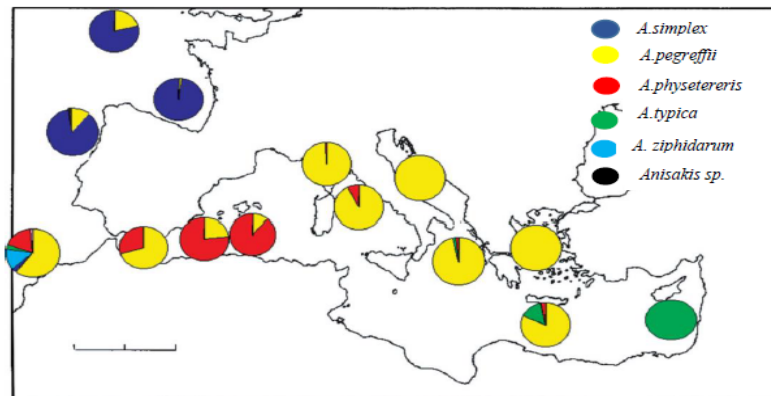 A.simplex
A.pegreffii
A.physetereris
A.typica
A. ziphidarum
Anisakis sp.